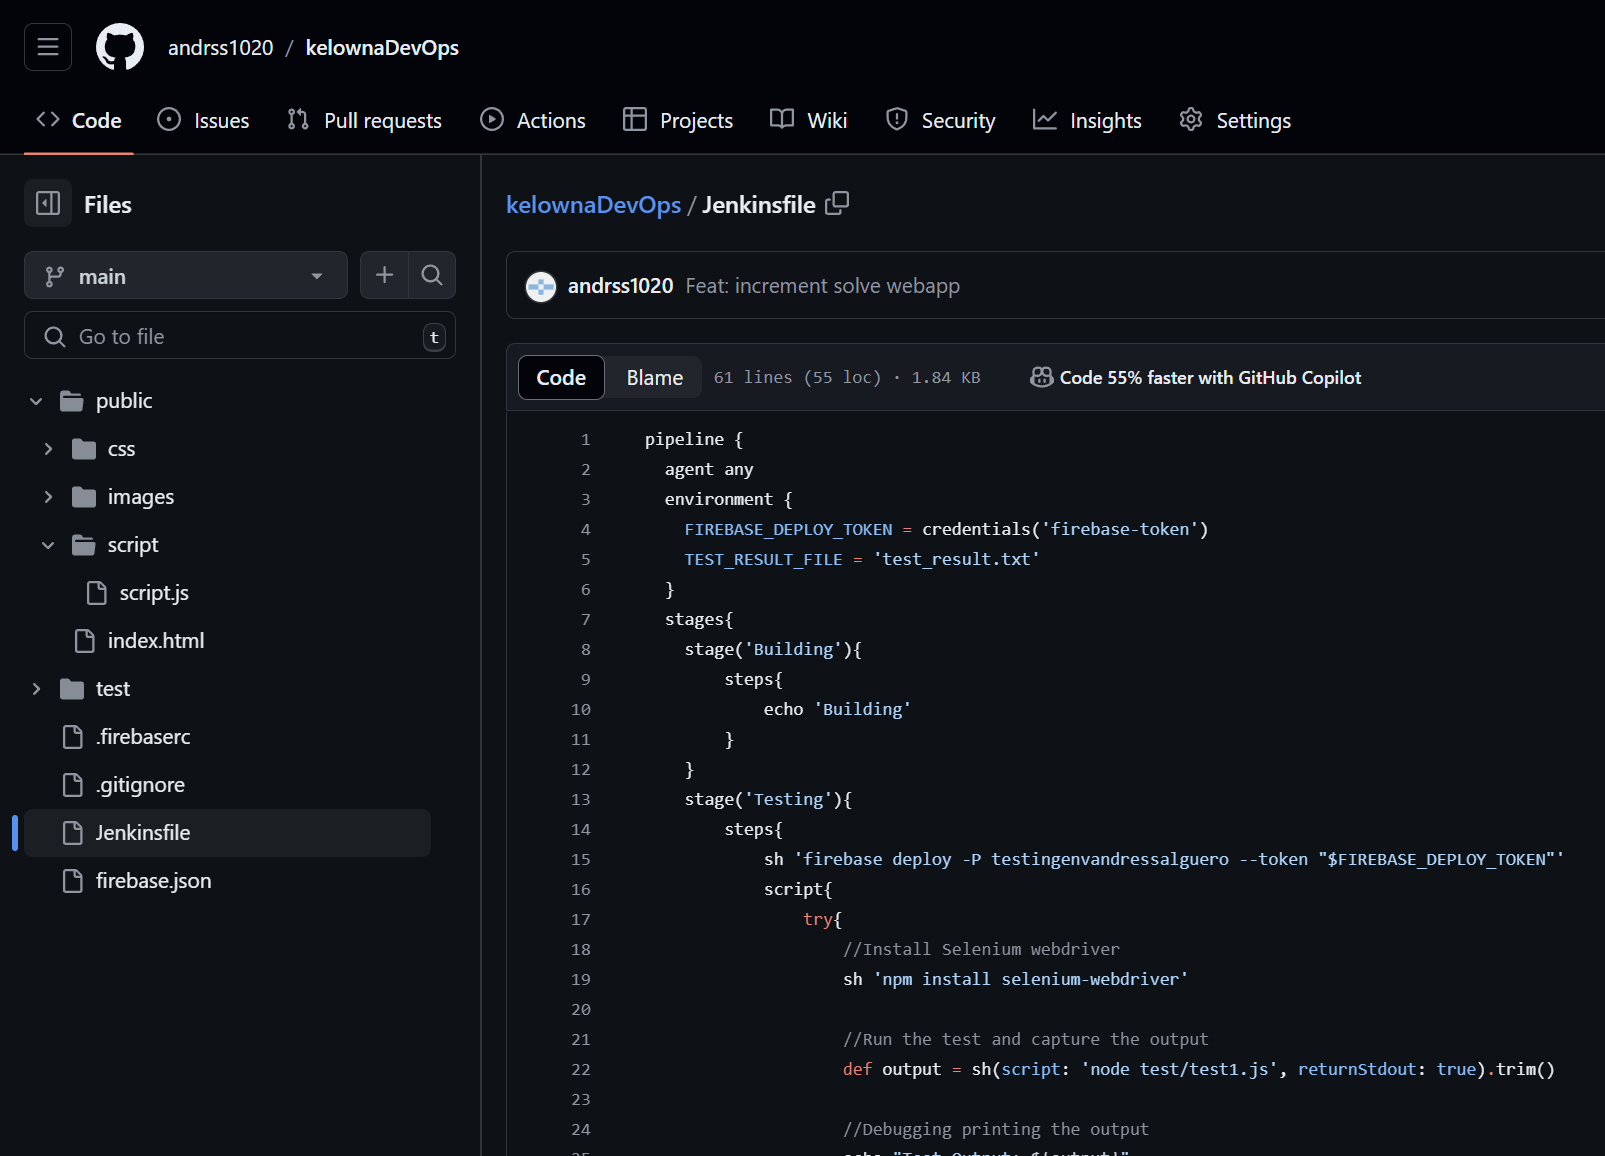 andrss1020 / kelownaDevOps
Code Issues Pull requests Actions Projects Wiki Security Insights Settings
Files
main
Go to file t
public
css
images
script
script.js
index.html
test
.firebaserc
.gitignore
Jenkinsfile
firebase.json
kelownaDevOps / Jenkinsfile
andrss1020 Feat: increment solve webapp
Code Blame 61 lines (55 loc) · 1.84 KB Code 55% faster with GitHub Copilot
1 pipeline {
2 agent any
3 environment {
4 FIREBASE_DEPLOY_TOKEN = credentials('firebase-token')
5 TEST_RESULT_FILE = 'test_result.txt'
6 }
7 stages{
8 stage('Building'){
9 steps{
10 echo 'Building'
11 }
12 }
13 stage('Testing'){
14 steps{
15 sh 'firebase deploy -P testingenvandressalguero --token "$FIREBASE_DEPLOY_TOKEN"'
16 script{
17 try{
18 //Install Selenium webdriver
19 sh 'npm install selenium-webdriver'
20
21 //Run the test and capture the output
22 def output = sh(script: 'node test/test1.js', returnStdout: true).trim()
23
24 //Debugging printing the output